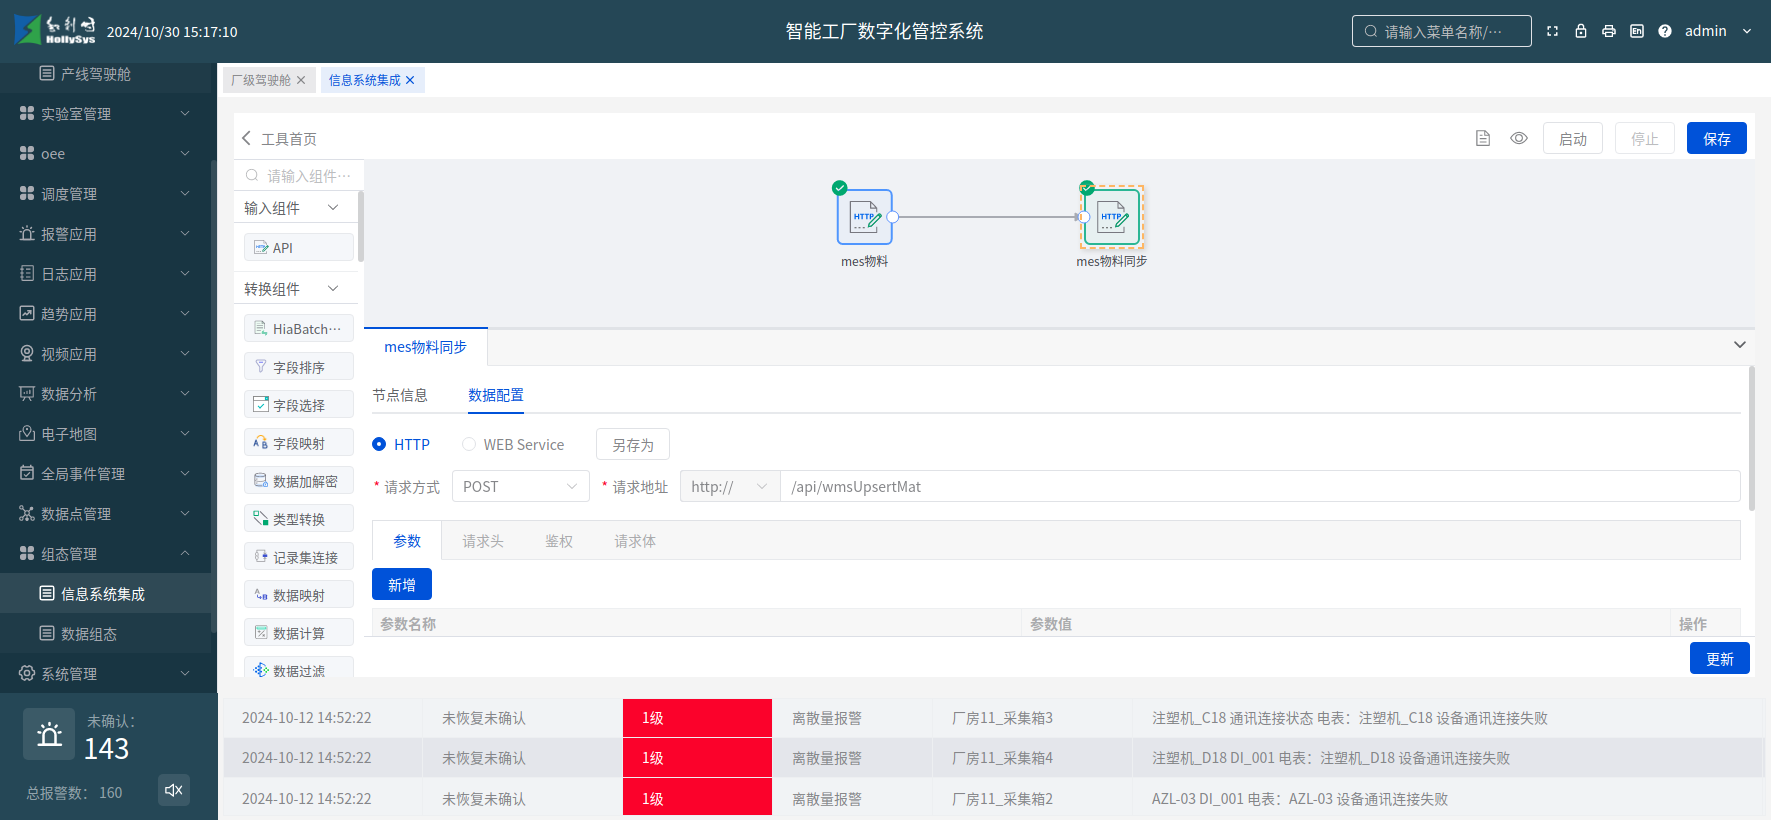 和利时
HollySys
2024/10/30 15:17:10
智能工厂数字化管控系统
请输入菜单名称/···
En
admin
产线驾驶舱
实验室管理
oee
调度管理
报警应用
日志应用
趋势应用
视频应用
数据分析
电子地图
全局事件管理
数据点管理
组态管理
信息系统集成
数据组态
系统管理
未确认：
143
总报警数： 160
厂级驾驶舱
信息系统集成
工具首页
启动
停止
保存
请输入组件···
输入组件
API
转换组件
HiaBatch···
字段排序
字段选择
字段映射
数据加解密
类型转换
记录集连接
数据映射
数据计算
数据过滤
HTTP
mes物料
HTTP
mes物料同步
mes物料同步
节点信息
数据配置
HTTP
WEB Service
另存为
* 请求方式
POST
* 请求地址
http://
/api/wmsUpsertMat
参数
请求头
鉴权
请求体
新增
参数名称
参数值
操作
更新
2024-10-12 14:52:22 未恢复未确认 1级 离散量报警 厂房11_采集箱3 注塑机_C18 通讯连接状态 电表：注塑机_C18 设备通讯连接失败
2024-10-12 14:52:22 未恢复未确认 1级 离散量报警 厂房11_采集箱4 注塑机_D18 DI_001 电表：注塑机_D18 设备通讯连接失败
2024-10-12 14:52:22 未恢复未确认 1级 离散量报警 厂房11_采集箱2 AZL-03 DI_001 电表：AZL-03 设备通讯连接失败